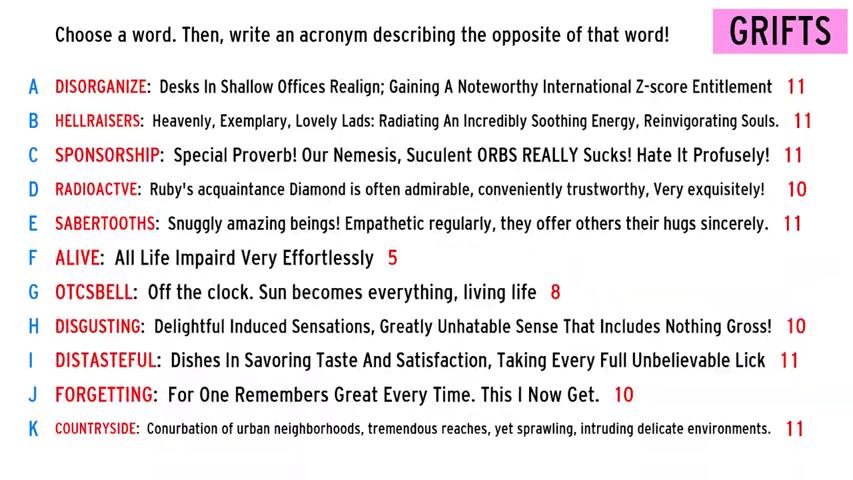 Choose a word. Then, write an acronym describing the opposite of that word!
GRIFTS
A DISORGANIZE: Desks In Shallow Offices Realign; Gaining A Noteworthy International Z-score Entitlement 11
B HELLRAISERS: Heavenly, Exemplary, Lovely Lads: Radiating An Incredibly Soothing Energy, Reinvigorating Souls. 11
C SPONSORSHIP: Special Proverb! Our Nemesis, Suculent ORBS REALLY Sucks! Hate It Profusely! 11
D RADIOACTVE: Ruby's acquaintance Diamond is often admirable, conveniently trustworthy, Very exquisitely! 10
E SABERTOOTHS: Snuggly amazing beings! Empathetic regularly, they offer others their hugs sincerely. 11
F ALIVE: All Life Impaird Very Effortlessly 5
G OTCSBELL: Off the clock. Sun becomes everything, living life 8
H DISGUSTING: Delightful Induced Sensations, Greatly Unhatable Sense That Includes Nothing Gross! 10
I DISTASTEFUL: Dishes In Savoring Taste And Satisfaction, Taking Every Full Unbelievable Lick 11
J FORGETTING: For One Remembers Great Every Time. This I Now Get. 10
K COUNTRYSIDE: Conurbation of urban neighborhoods, tremendous reaches, yet sprawling, intruding delicate environments. 11